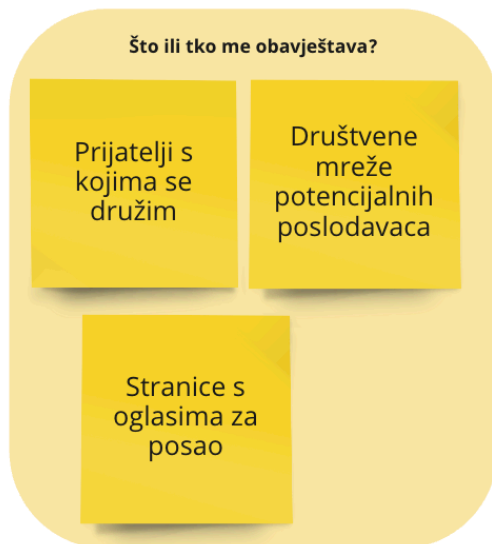 Što ili tko me obavještava?
Prijatelji s
kojima se
družim
Društvene
mreže
potencijalnih
poslodavaca
Stranice s
oglasima za
posao